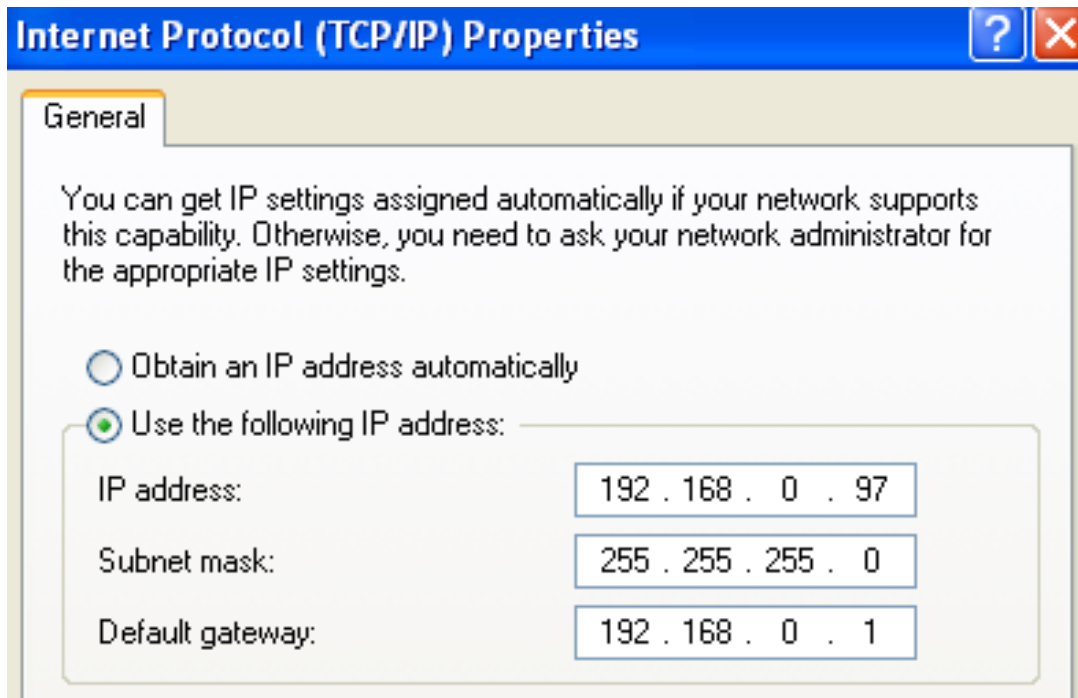 Internet Protocol (TCP/IP) Properties
General
You can get IP settings assigned automatically if your network supports
this capability. Otherwise, you need to ask your network administrator for
the appropriate IP settings.
Obtain an IP address automatically
Use the following IP address:
IP address: 192 . 168 . 0 . 97
Subnet mask: 255 . 255 . 255 . 0
Default gateway: 192 . 168 . 0 . 1